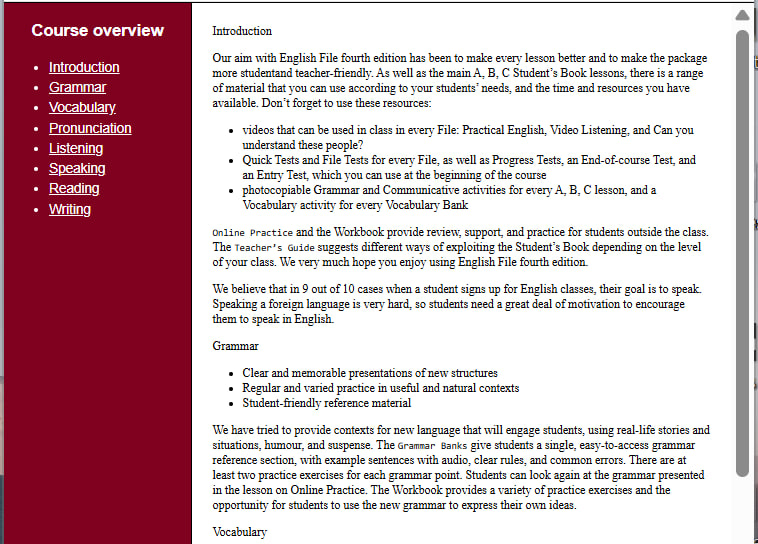 Course overview
Introduction
Grammar
Vocabulary
Pronunciation
Listening
Speaking
Reading
Writing
Introduction
Our aim with English File fourth edition has been to make every lesson better and to make the package
more studentand teacher-friendly. As well as the main A, B, C Student’s Book lessons, there is a range
of material that you can use according to your students’ needs, and the time and resources you have
available. Don’t forget to use these resources:
videos that can be used in class in every File: Practical English, Video Listening, and Can you
understand these people?
Quick Tests and File Tests for every File, as well as Progress Tests, an End-of-course Test, and
an Entry Test, which you can use at the beginning of the course
photocopiable Grammar and Communicative activities for every A, B, C lesson, and a
Vocabulary activity for every Vocabulary Bank
Online Practice and the Workbook provide review, support, and practice for students outside the class.
The Teacher’s Guide suggests different ways of exploiting the Student’s Book depending on the level
of your class. We very much hope you enjoy using English File fourth edition.
We believe that in 9 out of 10 cases when a student signs up for English classes, their goal is to speak.
Speaking a foreign language is very hard, so students need a great deal of motivation to encourage
them to speak in English.
Grammar
Clear and memorable presentations of new structures
Regular and varied practice in useful and natural contexts
Student-friendly reference material
We have tried to provide contexts for new language that will engage students, using real-life stories and
situations, humour, and suspense. The Grammar Banks give students a single, easy-to-access grammar
reference section, with example sentences with audio, clear rules, and common errors. There are at
least two practice exercises for each grammar point. Students can look again at the grammar presented
in the lesson on Online Practice. The Workbook provides a variety of practice exercises and the
opportunity for students to use the new grammar to express their own ideas.
Vocabulary